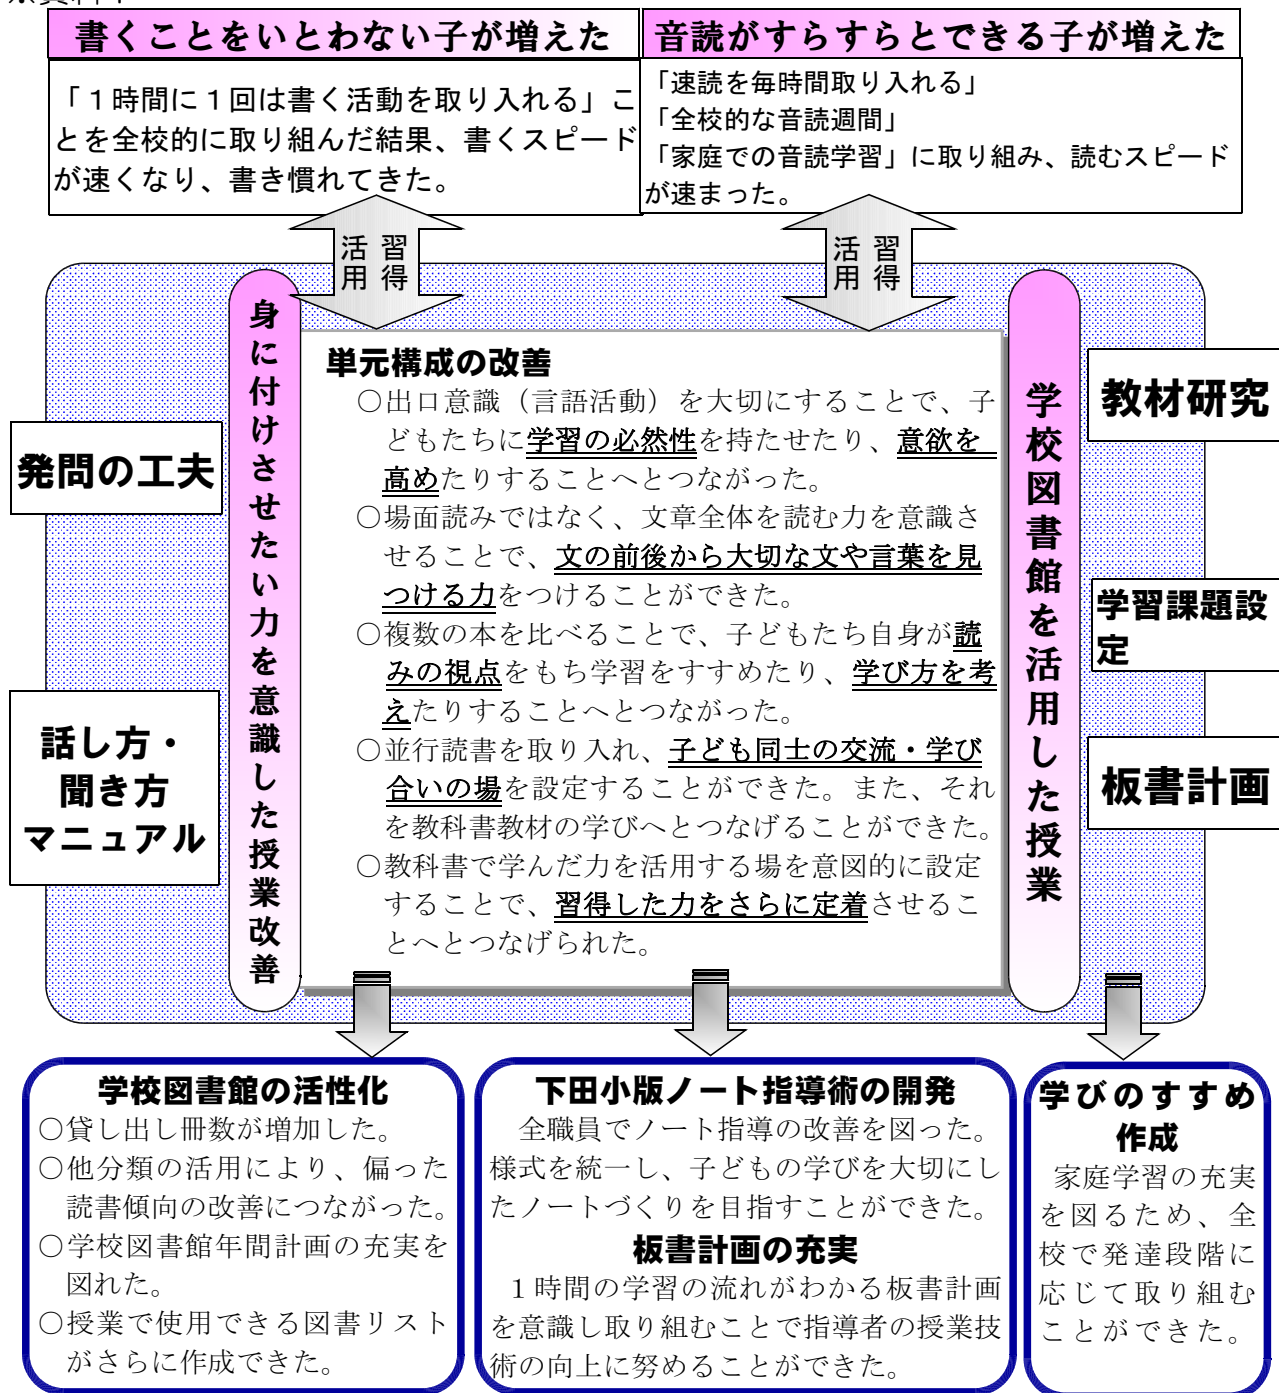 書くことをいとわない子が増えた
「１時間に１回は書く活動を取り入れる」こ
とを全校的に取り組んだ結果、書くスピード
が速くなり、書き慣れてきた。
音読がすらすらとできる子が増えた
「速読を毎時間取り入れる」
「全校的な音読週間」
「家庭での音読学習」に取り組み、読むスピード
が速まった。
習得
活用
習得
活用
身に付けさせたい力を意識した授業改善
学校図書館を活用した授業
発問の工夫
話し方・
聞き方
マニュアル
単元構成の改善
○出口意識（言語活動）を大切にすることで、子
どもたちに学習の必然性を持たせたり、意欲を
高めたりすることへとつながった。
○場面読みではなく、文章全体を読む力を意識さ
せることで、文の前後から大切な文や言葉を見
つける力をつけることができた。
○複数の本を比べることで、子どもたち自身が読
みの視点をもち学習をすすめたり、学び方を考
えたりすることへとつながった。
○並行読書を取り入れ、子ども同士の交流・学び
合いの場を設定することができた。また、それ
を教科書教材の学びへとつなげることができた。
○教科書で学んだ力を活用する場を意図的に設定
することで、習得した力をさらに定着させるこ
とへとつなげられた。
教材研究
学習課題設
定
板書計画
学校図書館の活性化
○貸し出し冊数が増加した。
○他分類の活用により、偏った
読書傾向の改善につながった。
○学校図書館年間計画の充実を
図れた。
○授業で使用できる図書リスト
がさらに作成できた。
下田小版ノート指導術の開発
全職員でノート指導の改善を図った。
様式を統一し、子どもの学びを大切にし
たノートづくりを目指すことができた。
板書計画の充実
１時間の学習の流れがわかる板書計画
を意識し取り組むことで指導者の授業技
術の向上に努めることができた。
学びのすすめ
作成
家庭学習の充実
を図るため、全
校で発達段階に
応じて取り組む
ことができた。